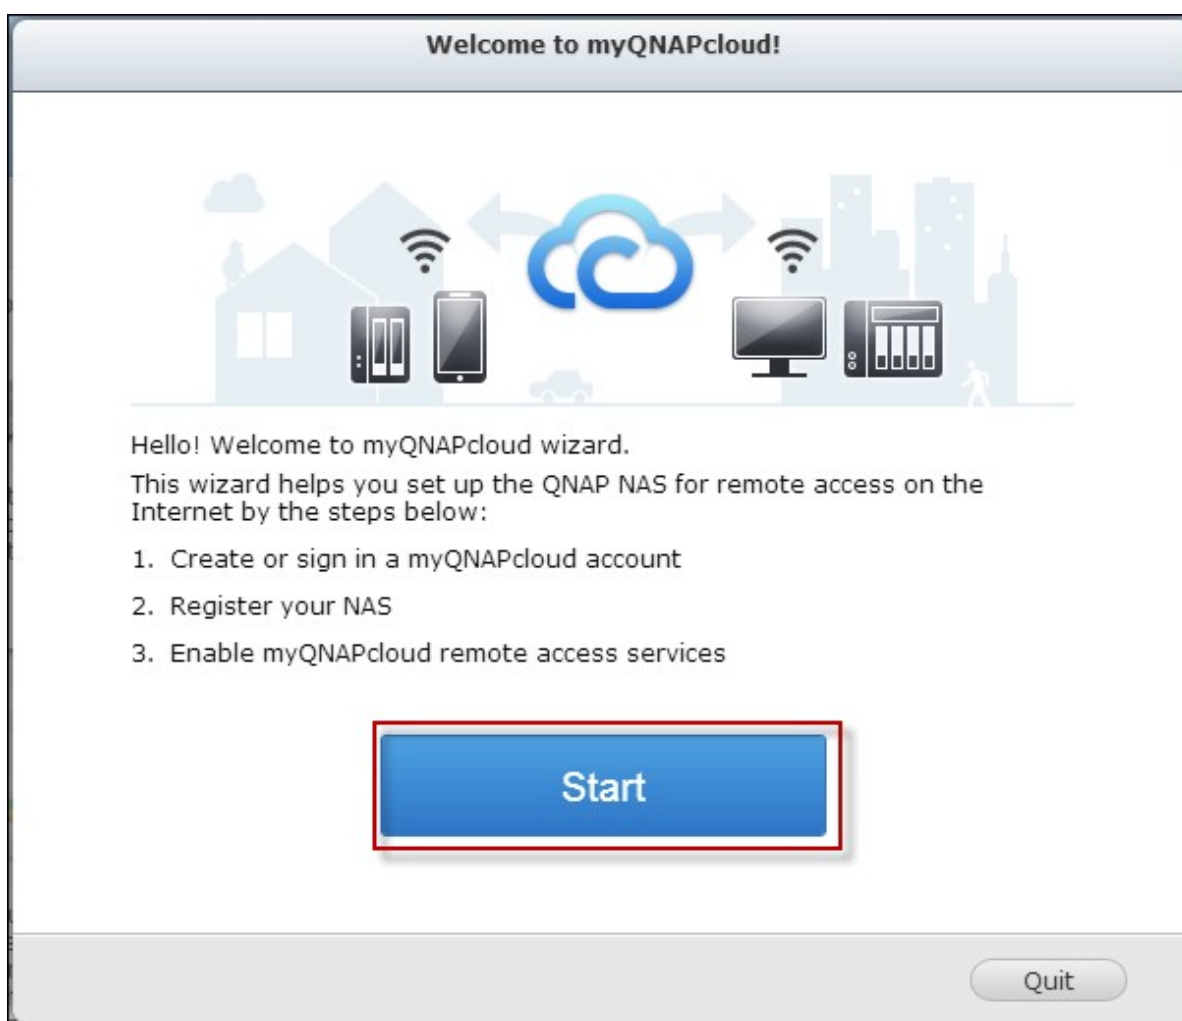 Welcome to myQNAPcloud!
Hello! Welcome to myQNAPcloud wizard.
This wizard helps you set up the QNAP NAS for remote access on the
Internet by the steps below:
1. Create or sign in a myQNAPcloud account
2. Register your NAS
3. Enable myQNAPcloud remote access services
Start
Quit